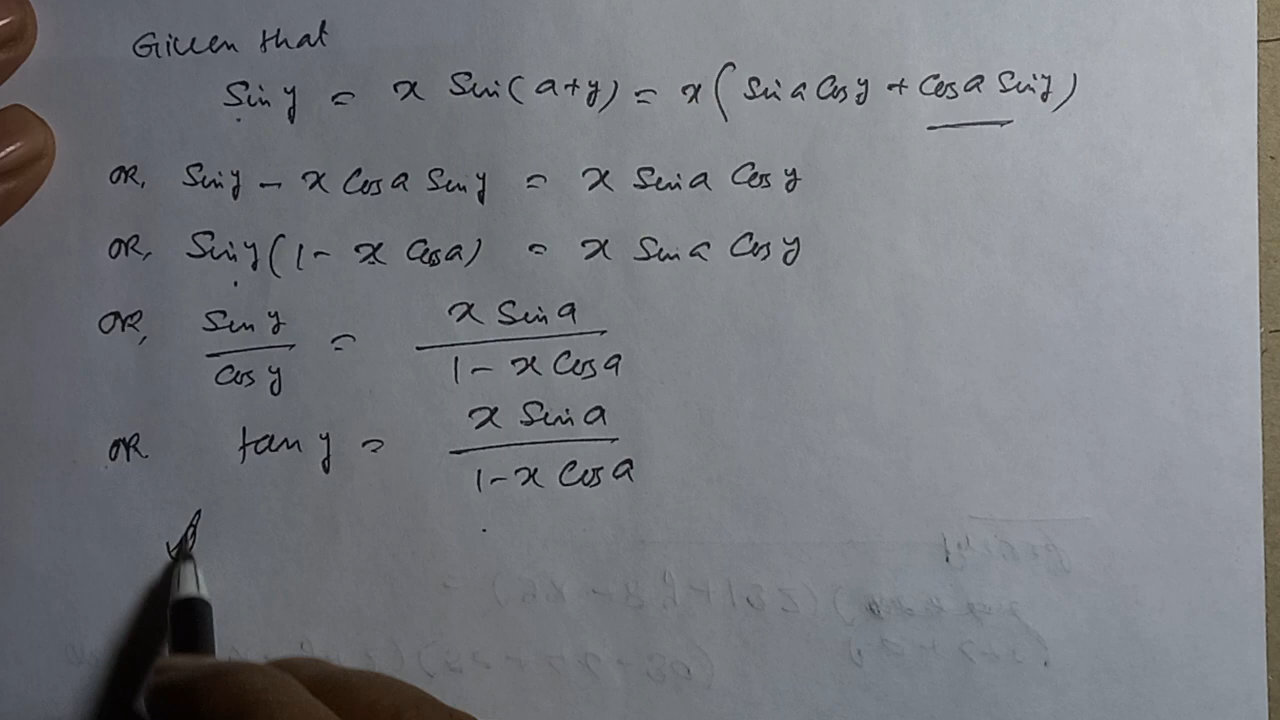 Given that
Sin y = x Sin(a+y) = x(Sin a Cos y + Cos a Sin y)
OR, Sin y - x Cos a Sin y = x Sin a Cos y
OR, Sin y (1 - x Cos a) = x Sin a Cos y
OR, Sin y / Cos y = x Sin a / 1 - x Cos a
OR tan y = x Sin a / 1 - x Cos a